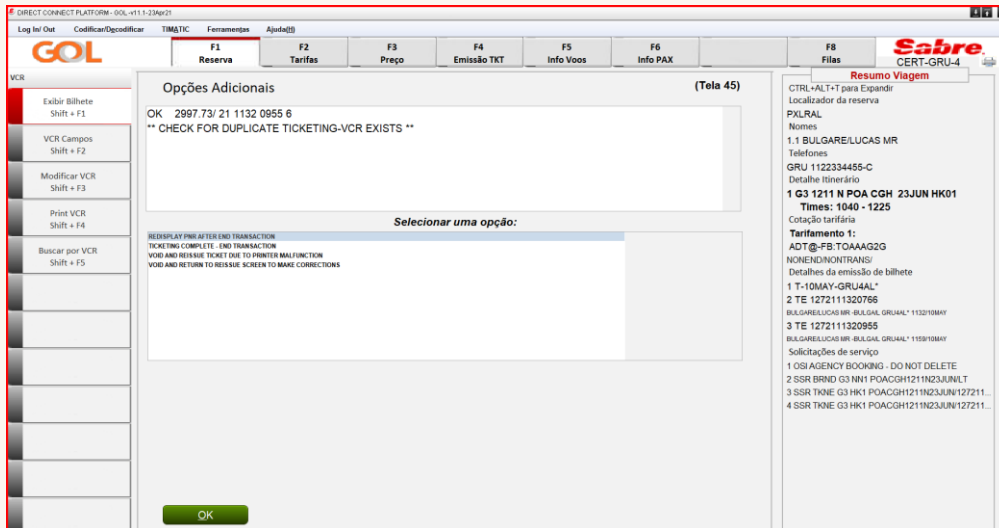 DIRECT CONNECT PLATFORM - GOL -v11.1-23Apr21
Log In/ Out Codificar/Decodificar TIMATIC Ferramentas Ajuda(H)
GOL
F1
Reserva
F2
Tarifas
F3
Preço
F4
Emissão TKT
F5
Info Voos
F6
Info PAX
F8
Filas
Sabre
CERT-GRU-4
VCR
Exibir Bilhete
Shift + F1
VCR Campos
Shift + F2
Modificar VCR
Shift + F3
Print VCR
Shift + F4
Buscar por VCR
Shift + F5
Opções Adicionais
(Tela 45)
OK 2997.73/ 21 1132 0955 6
** CHECK FOR DUPLICATE TICKETING-VCR EXISTS **
Selecionar uma opção:
REDISPLAY PNR AFTER END TRANSACTION
TICKETING COMPLETE - END TRANSACTION
VOID AND REISSUE TICKET DUE TO PRINTER MALFUNCTION
VOID AND RETURN TO REISSUE SCREEN TO MAKE CORRECTIONS
OK
Resumo Viagem
CTRL+ALT+T para Expandir
Localizador da reserva
PXLRAL
Nomes
1.1 BULGARE/LUCAS MR
Telefones
GRU 1122334455-C
Detalhe Itinerário
1 G3 1211 N POA CGH 23JUN HK01
Times: 1040 - 1225
Cotação tarifária
Tarifamento 1:
ADT@-FB:TOAAAG2G
NONEND/NONTRANS/
Detalhes da emissão de bilhete
1 T-10MAY-GRU4AL*
2 TE 1272111320766
BULGARE/LUCAS MR -BULGAIL GRU4AL* 1132/10MAY
3 TE 1272111320955
BULGARE/LUCAS MR -BULGAIL GRU4AL* 1159/10MAY
Solicitações de serviço
1 OSI AGENCY BOOKING - DO NOT DELETE
2 SSR BRND G3 NN1 POACGH1211N23JUN/LT
3 SSR TKNE G3 HK1 POACGH1211N23JUN/127211...
4 SSR TKNE G3 HK1 POACGH1211N23JUN/127211...